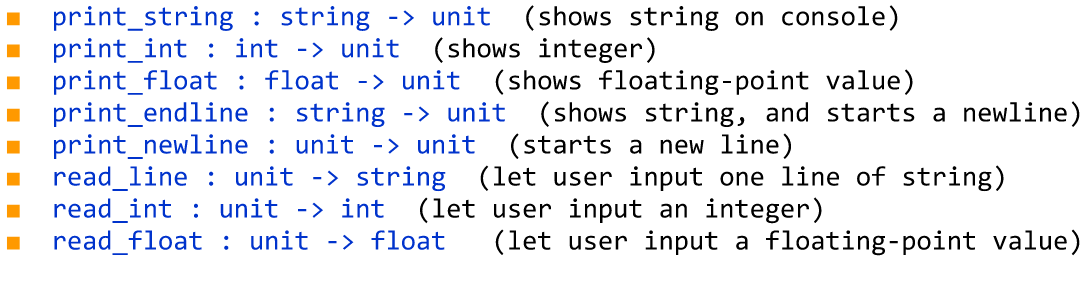 ■ print_string : string -> unit (shows string on console)
■ print_int : int -> unit (shows integer)
■ print_float : float -> unit (shows floating-point value)
■ print_endline : string -> unit (shows string, and starts a newline)
■ print_newline : unit -> unit (starts a new line)
■ read_line : unit -> string (let user input one line of string)
■ read_int : unit -> int (let user input an integer)
■ read_float : unit -> float (let user input a floating-point value)